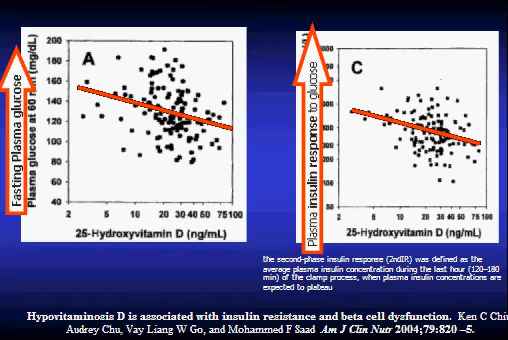 Fasting Plasma glucose
Plasma glucose at 60 min (mg/dL)
A
200
180
160
140
120
100
80
60
40
2 5 10 20 30 40 50 75 100
25-Hydroxyvitamin D (ng/mL)
Plasma insulin response to glucose
C
300
50
2 5 10 20 30 40 60 100
25-Hydroxyvitamin D (ng/mL)
the second-phase insulin response (2ndIR) was defined as the
average plasma insulin concentration during the last hour (120–180
min) of the clamp process, when plasma insulin concentrations are
expected to plateau
Hypovitaminosis D is associated with insulin resistance and beta cell dysfunction. Ken C Chiu
Audrey Chu, Vay Liang W Go, and Mohammed F Saad Am J Clin Nutr 2004;79:820 –5.